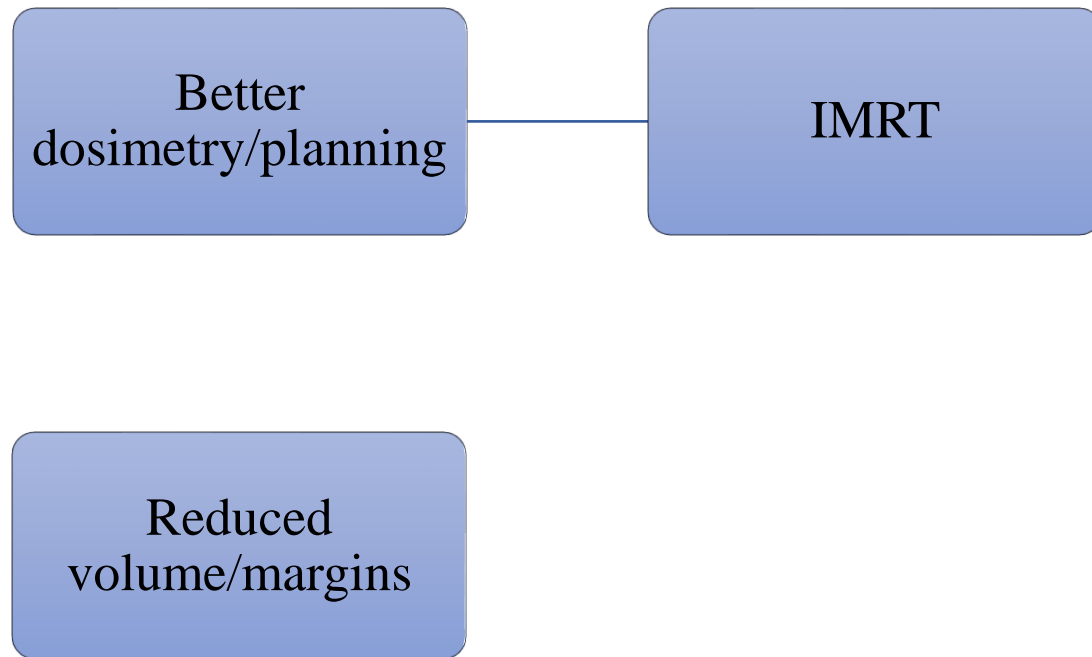 Better
dosimetry/planning
IMRT
Reduced
volume/margins